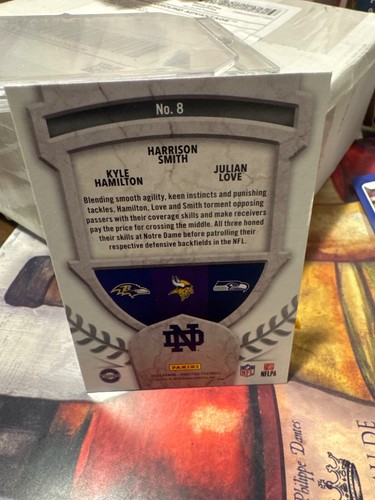 No. 8
HARRISON
SMITH
KYLE
HAMILTON
JULIAN
LOVE
Blending smooth agility, keen instincts and punishing
tackles, Hamilton, Love and Smith torment opposing
passers with their coverage skills and make receivers
pay the price for crossing the middle. All three honed
their skills at Notre Dame before patrolling their
respective defensive backfields in the NFL.
ND
PANINI
NFL
NFLPA
Philippe Dantes